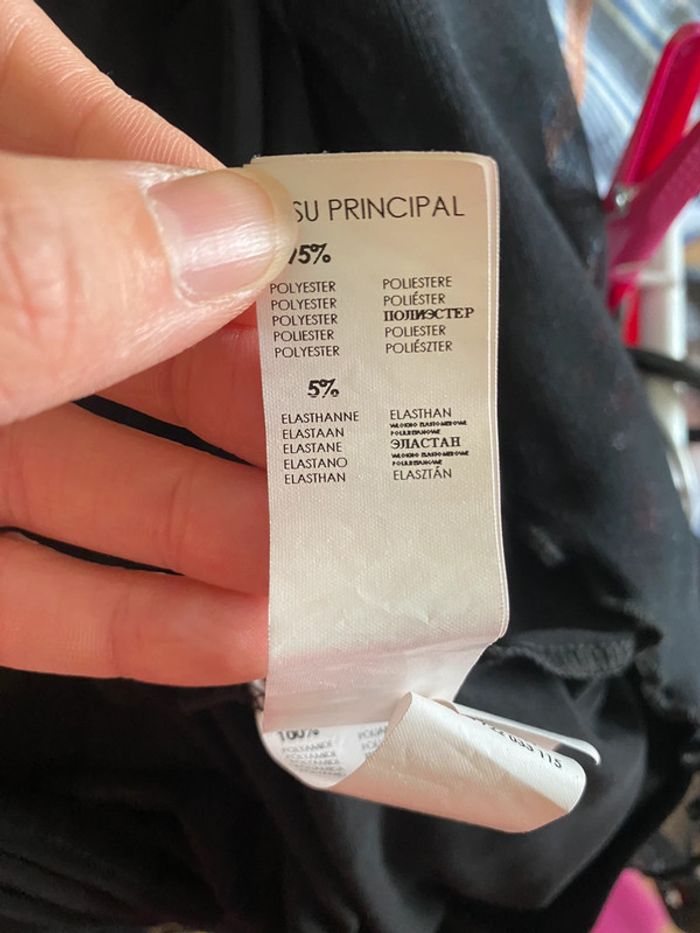 SU PRINCIPAL
5%
POLYESTER
POLYESTER
POLYESTER
POLIESTER
POLYESTER
POLIESTERE
POLIÉSTER
ПОЛИЭСТЕР
POLIESTER
POLIÉSZTER
5%
ELASTHANNE
ELASTAAN
ELASTANE
ELASTANO
ELASTHAN
ELASTHAN
ЭЛАСТАН
ELASZTÁN
100%